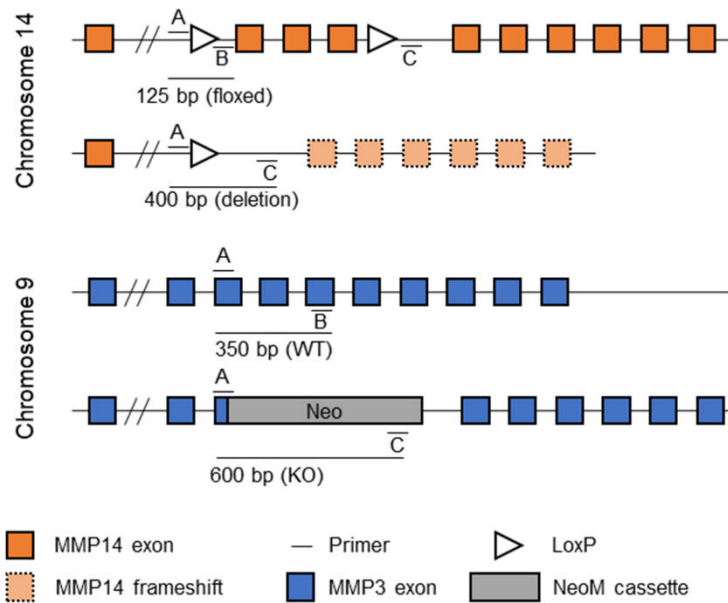 Chromosome 14
A
B
C
125 bp (floxed)
A
C
400 bp (deletion)
Chromosome 9
A
B
350 bp (WT)
A
Neo
C
600 bp (KO)
MMP14 exon
Primer
LoxP
MMP14 frameshift
MMP3 exon
NeoM cassette